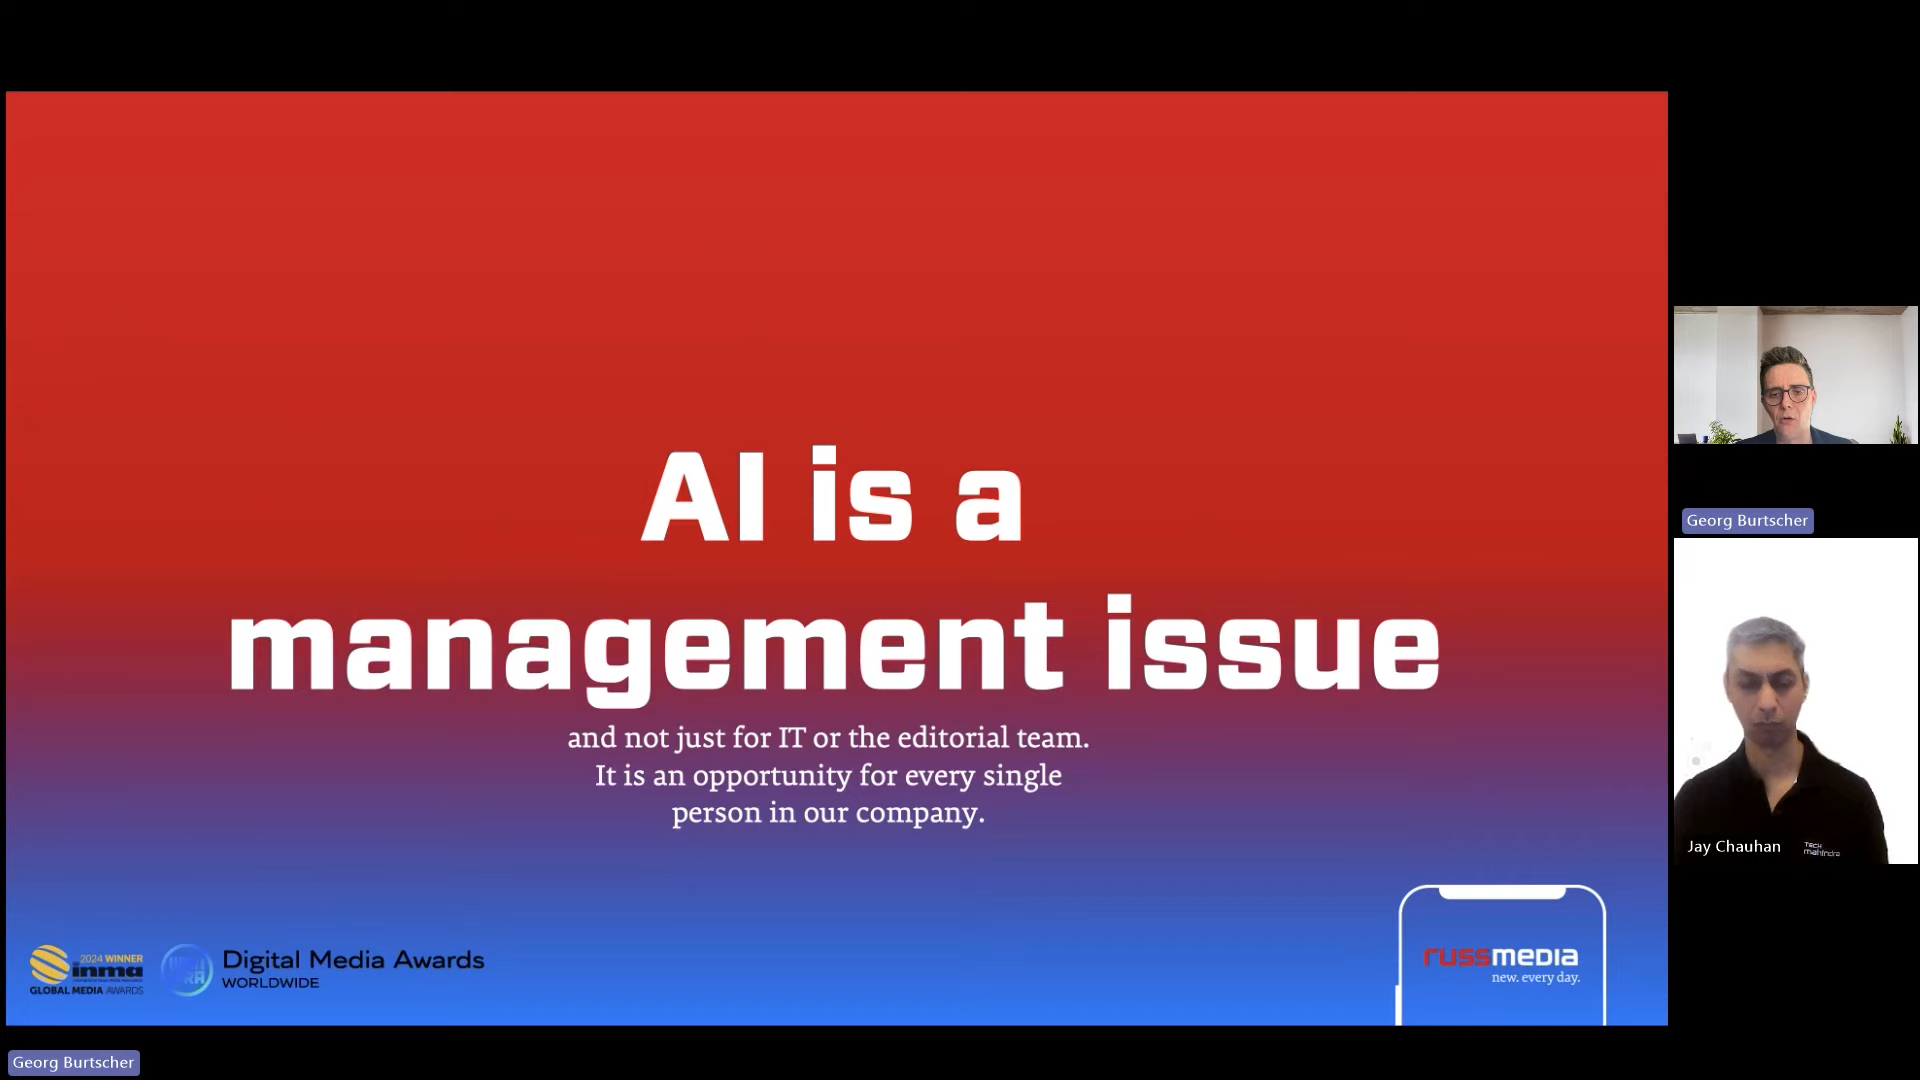 AI is a
management issue
and not just for IT or the editorial team.
It is an opportunity for every single
person in our company.
2024 WINNER
inma
GLOBAL MEDIA AWARDS
Digital Media Awards
WORLDWIDE
russmedia
new. every day.
Georg Burtscher
Georg Burtscher
Jay Chauhan
TECH
mahindra